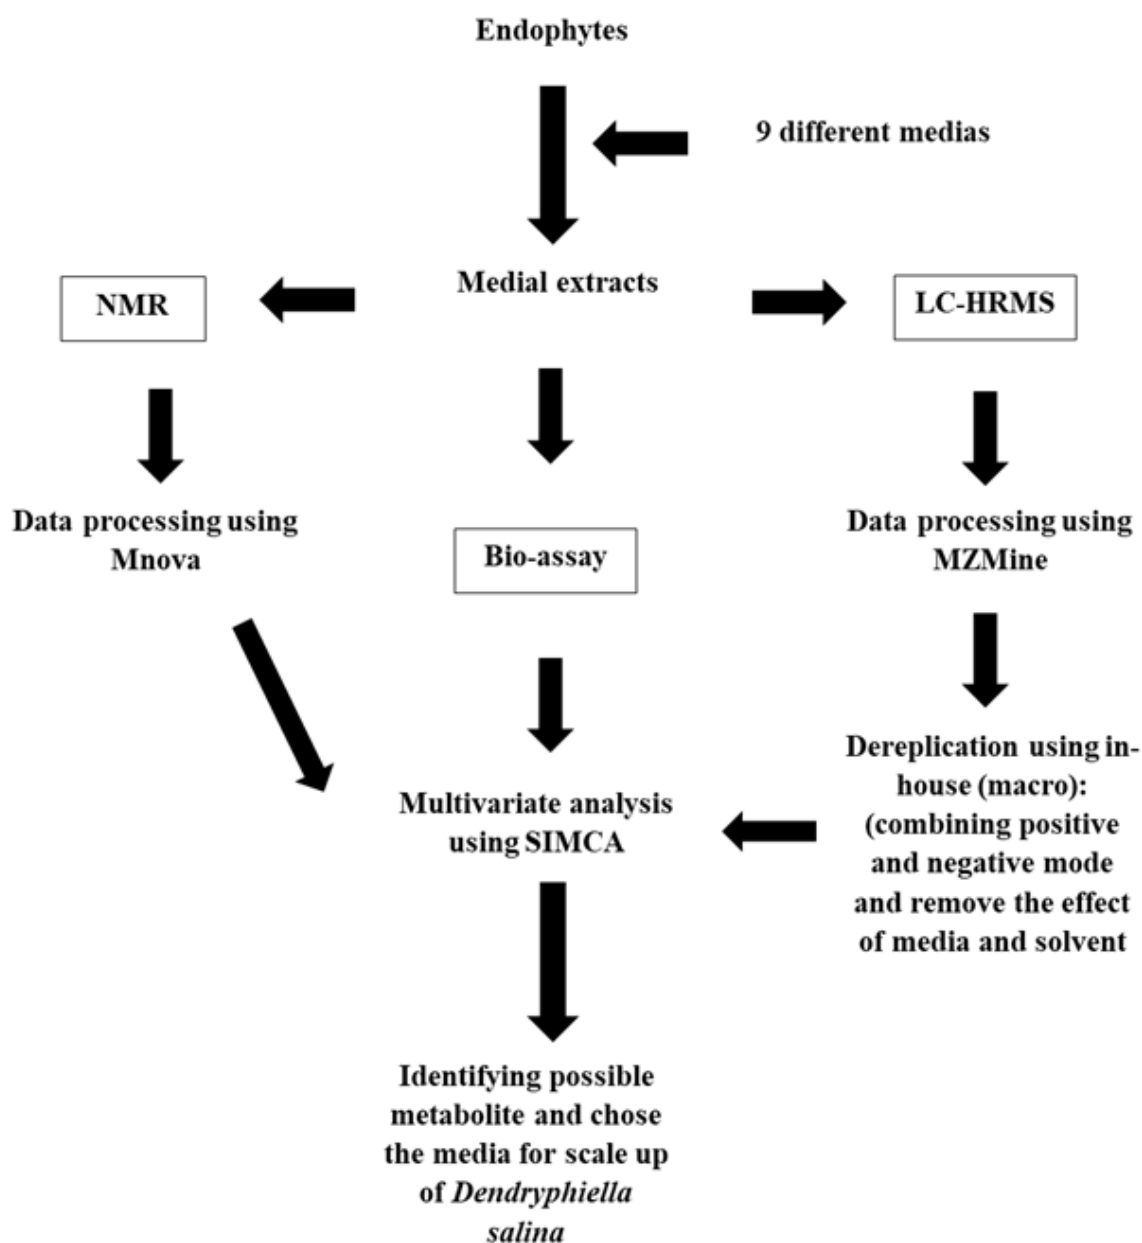 Endophytes
9 different medias
Medial extracts
NMR
LC-HRMS
Data processing using
Mnova
Bio-assay
Data processing using
MZMine
Multivariate analysis
using SIMCA
Dereplication using in-
house (macro):
(combining positive
and negative mode
and remove the effect
of media and solvent
Identifying possible
metabolite and chose
the media for scale up
of Dendryphiella
salina